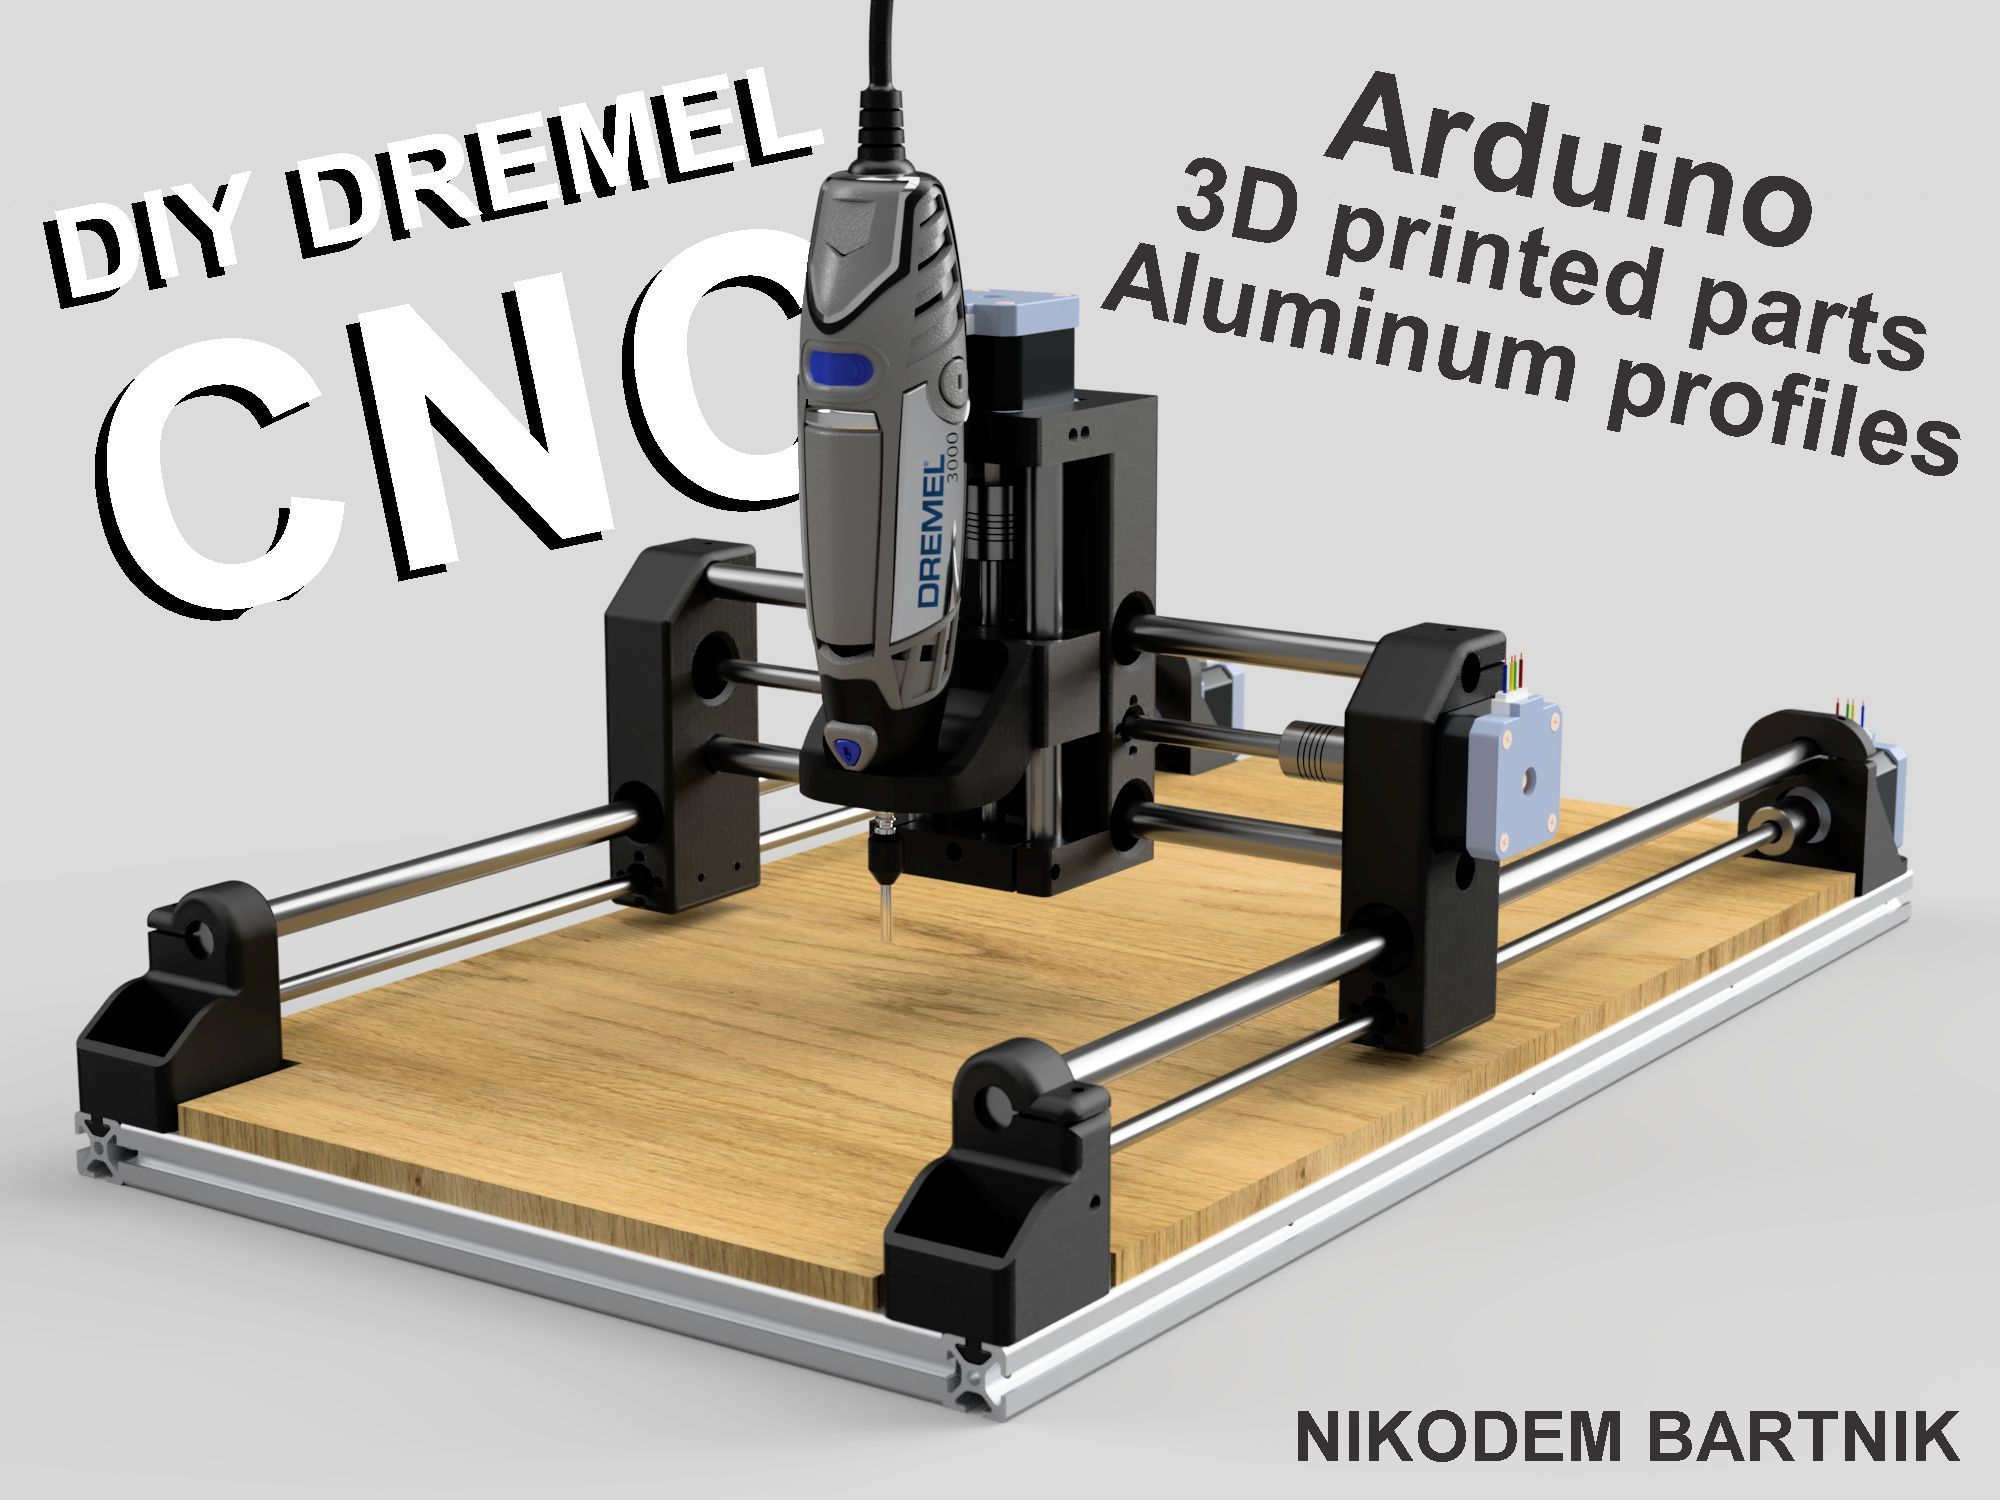 DIY DREMEL
CNC
Arduino
3D printed parts
Aluminum profiles
DREMEL
3000
NIKODEM BARTNIK